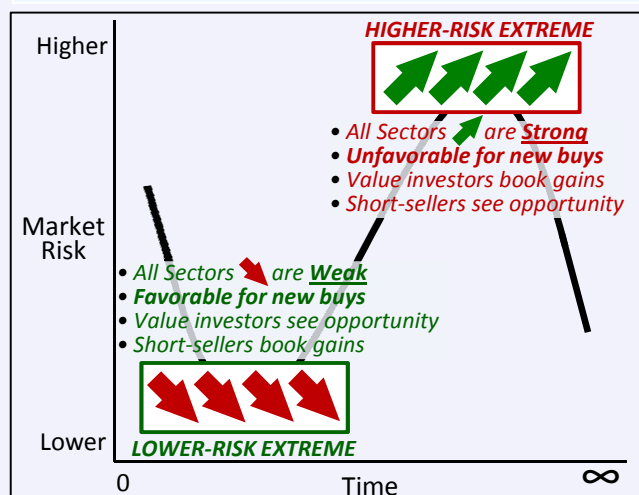 HIGHER-RISK EXTREME
Higher
• All Sectors are Strong
• Unfavorable for new buys
• Value investors book gains
• Short-sellers see opportunity
Market
Risk
• All Sectors are Weak
• Favorable for new buys
• Value investors see opportunity
• Short-sellers book gains
Lower
LOWER-RISK EXTREME
0
Time
∞